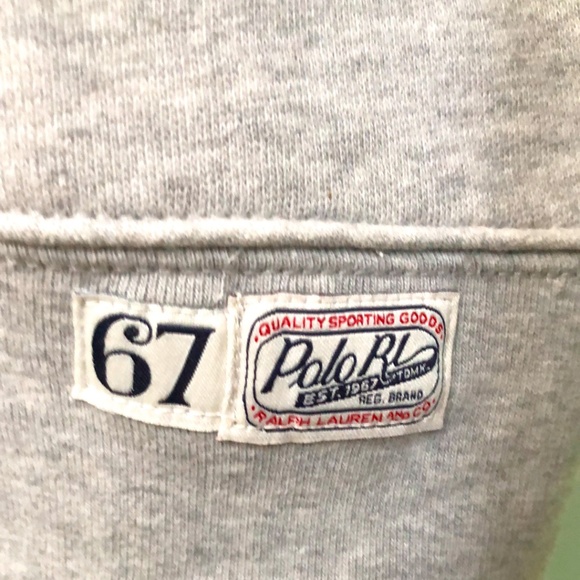 67
·QUALITY SPORTING GOODS·
Polo RL
TDMK.
EST. 1967
REG. BRAND
·RALPH LAUREN AND CO·